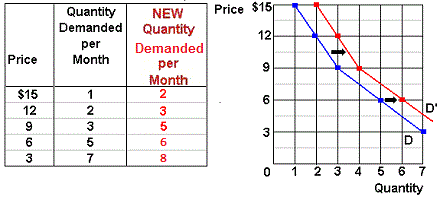 Price
Quantity
Demanded
per
Month
NEW
Quantity
Demanded
per
Month
$15 1 2
12 2 3
9 3 5
6 5 6
3 7 8
Price $15
12
9
6
3
D'
D
0 1 2 3 4 5 6 7
Quantity